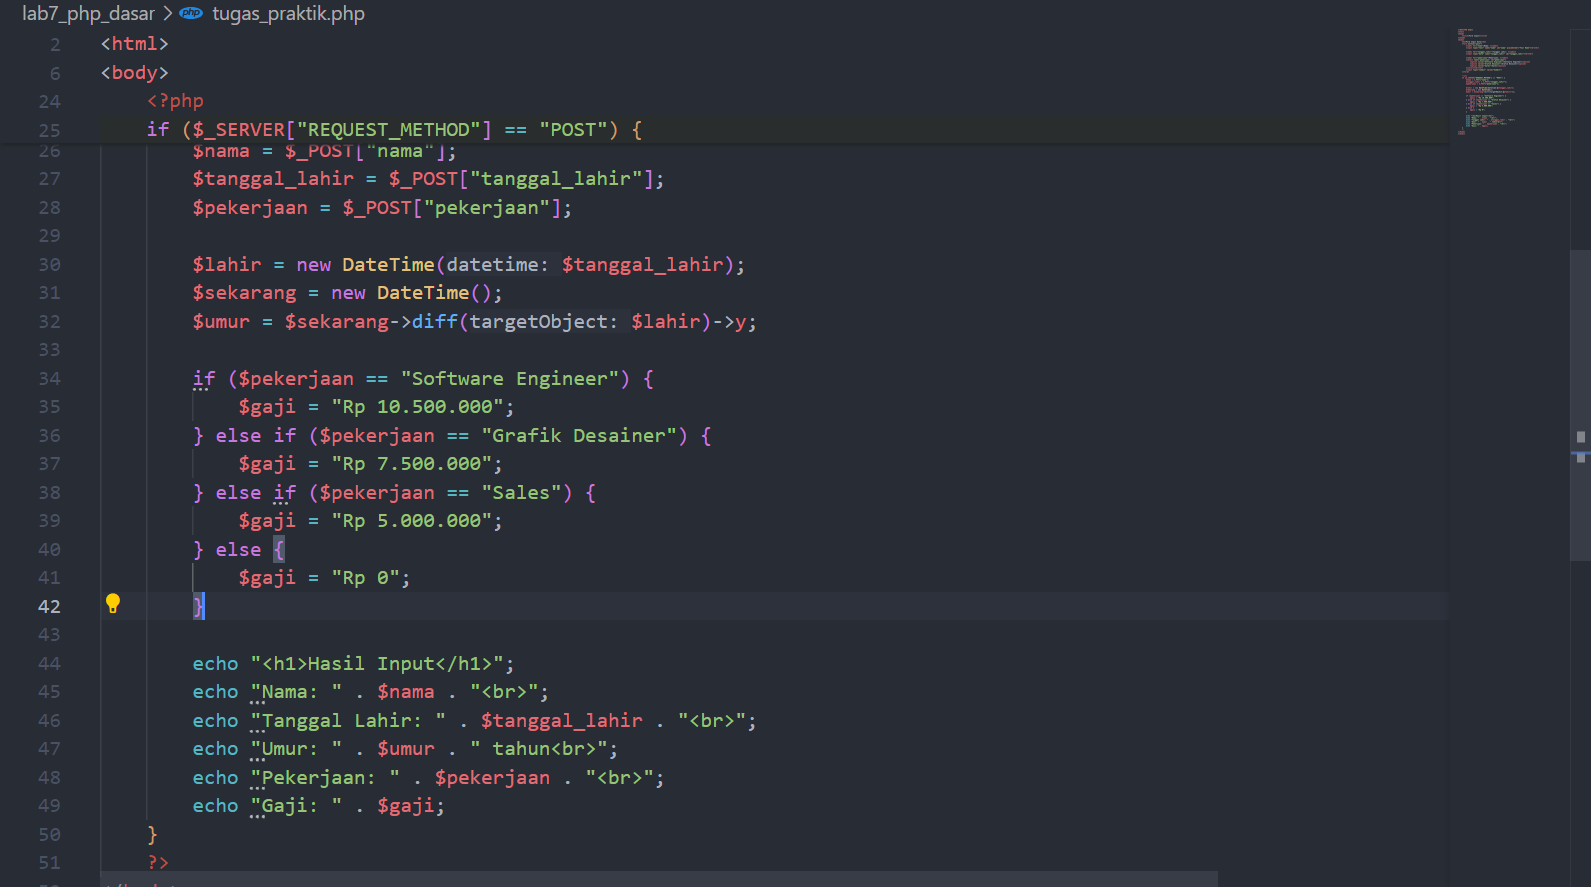 lab7_php_dasar > php tugas_praktik.php
2 <html>
6 <body>
24 <?php
25 if ($_SERVER["REQUEST_METHOD"] == "POST") {
26 $nama = $_POST["nama"];
27 $tanggal_lahir = $_POST["tanggal_lahir"];
28 $pekerjaan = $_POST["pekerjaan"];
29
30 $lahir = new DateTime(datetime: $tanggal_lahir);
31 $sekarang = new DateTime();
32 $umur = $sekarang->diff(targetObject: $lahir)->y;
33
34 if ($pekerjaan == "Software Engineer") {
35 $gaji = "Rp 10.500.000";
36 } else if ($pekerjaan == "Grafik Desainer") {
37 $gaji = "Rp 7.500.000";
38 } else if ($pekerjaan == "Sales") {
39 $gaji = "Rp 5.000.000";
40 } else {
41 $gaji = "Rp 0";
42 }
43
44 echo "<h1>Hasil Input</h1>";
45 echo "Nama: " . $nama . "<br>";
46 echo "Tanggal Lahir: " . $tanggal_lahir . "<br>";
47 echo "Umur: " . $umur . " tahun<br>";
48 echo "Pekerjaan: " . $pekerjaan . "<br>";
49 echo "Gaji: " . $gaji;
50 }
51 ?>